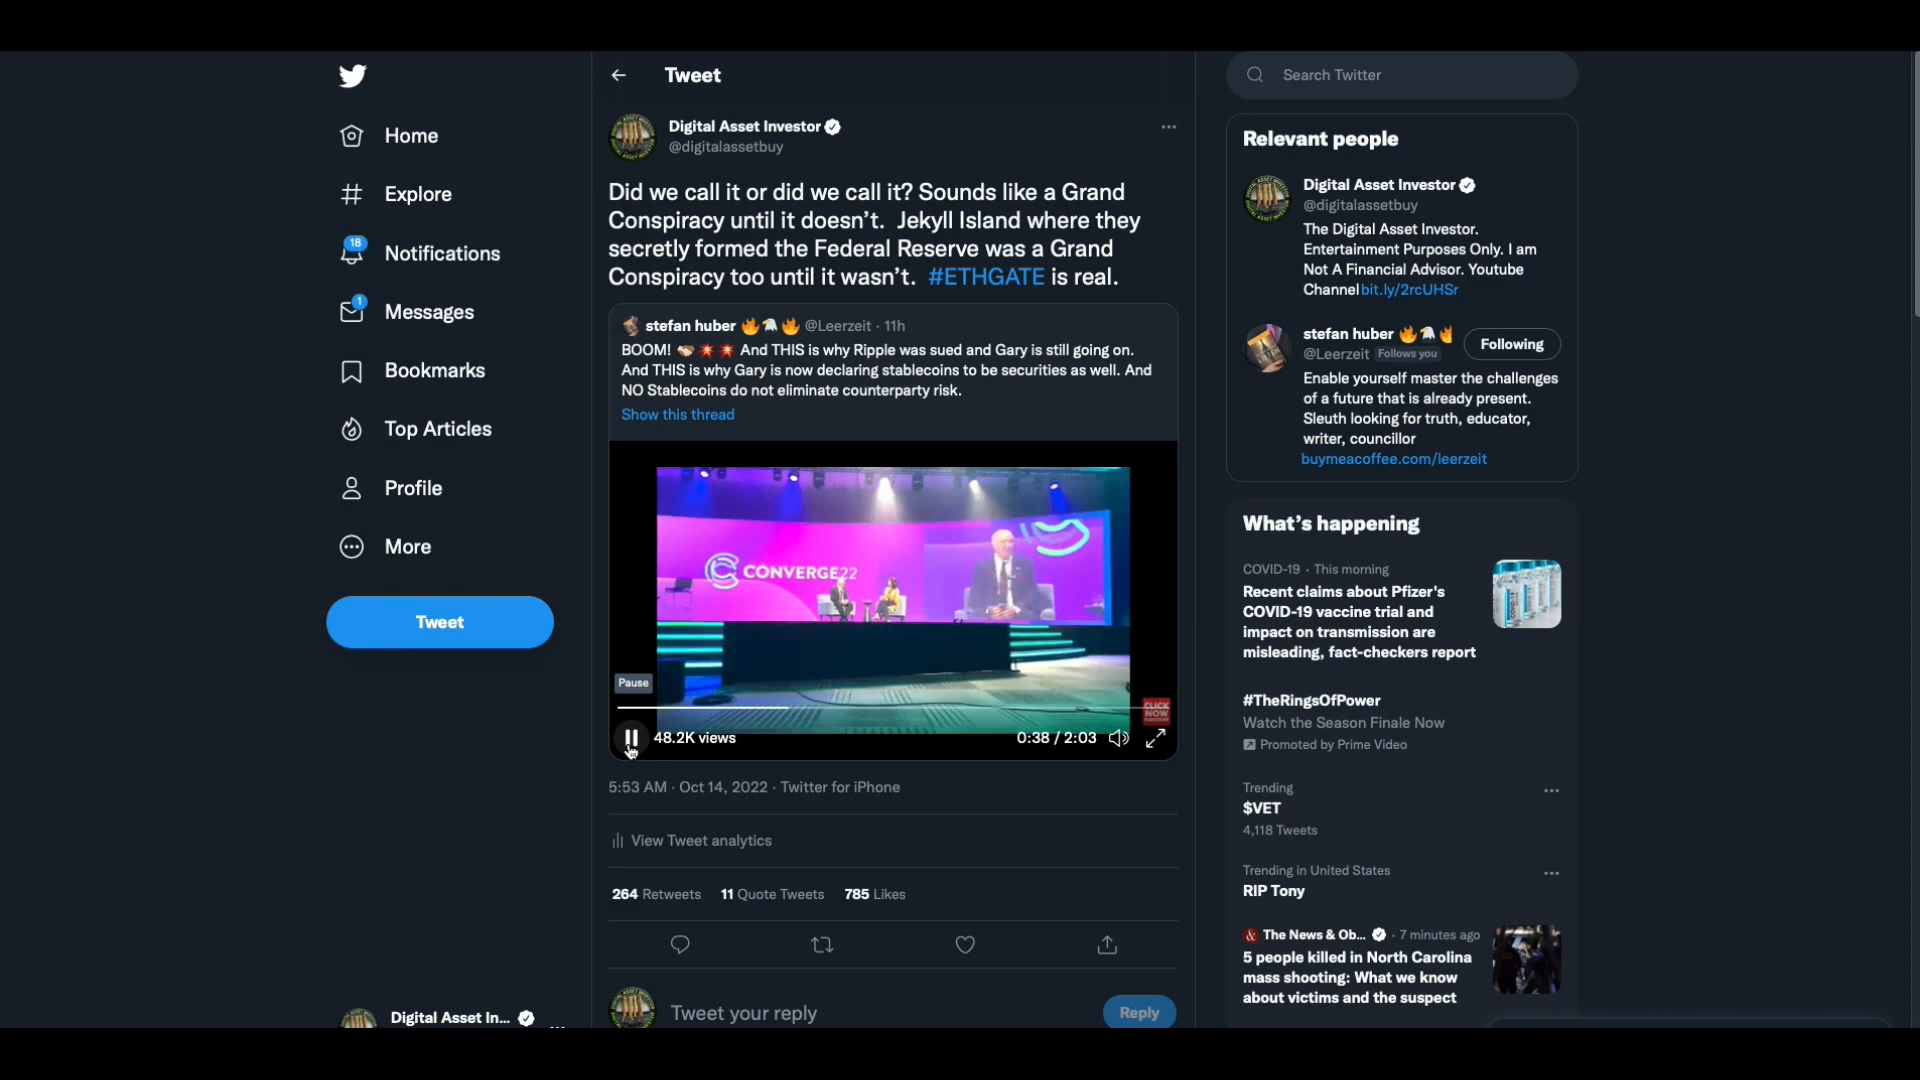 Home
Explore
18
Notifications
1
Messages
Bookmarks
Top Articles
Profile
More
Tweet
Digital Asset In...
Tweet
Digital Asset Investor
@digitalassetbuy
Did we call it or did we call it? Sounds like a Grand
Conspiracy until it doesn't. Jekyll Island where they
secretly formed the Federal Reserve was a Grand
Conspiracy too until it wasn't. #ETHGATE is real.
stefan huber 🔥🦅🔥 @Leerzeit · 11h
BOOM! 🤝💥💥 And THIS is why Ripple was sued and Gary is still going on.
And THIS is why Gary is now declaring stablecoins to be securities as well. And
NO Stablecoins do not eliminate counterparty risk.
Show this thread
CONVERGE22
Pause
CLICK
NOW
48.2K views
0:38 / 2:03
5:53 AM · Oct 14, 2022 · Twitter for iPhone
View Tweet analytics
264 Retweets 11 Quote Tweets 785 Likes
Tweet your reply
Reply
Search Twitter
Relevant people
Digital Asset Investor
@digitalassetbuy
The Digital Asset Investor.
Entertainment Purposes Only. I am
Not A Financial Advisor. Youtube
Channel bit.ly/2rcUHSr
stefan huber 🔥🦅🔥
@Leerzeit Follows you
Following
Enable yourself master the challenges
of a future that is already present.
Sleuth looking for truth, educator,
writer, councillor
buymeacoffee.com/leerzeit
What's happening
COVID-19 · This morning
Recent claims about Pfizer's
COVID-19 vaccine trial and
impact on transmission are
misleading, fact-checkers report
#TheRingsOfPower
Watch the Season Finale Now
Promoted by Prime Video
Trending
$VET
4,118 Tweets
Trending in United States
RIP Tony
The News & Ob... · 7 minutes ago
5 people killed in North Carolina
mass shooting: What we know
about victims and the suspect